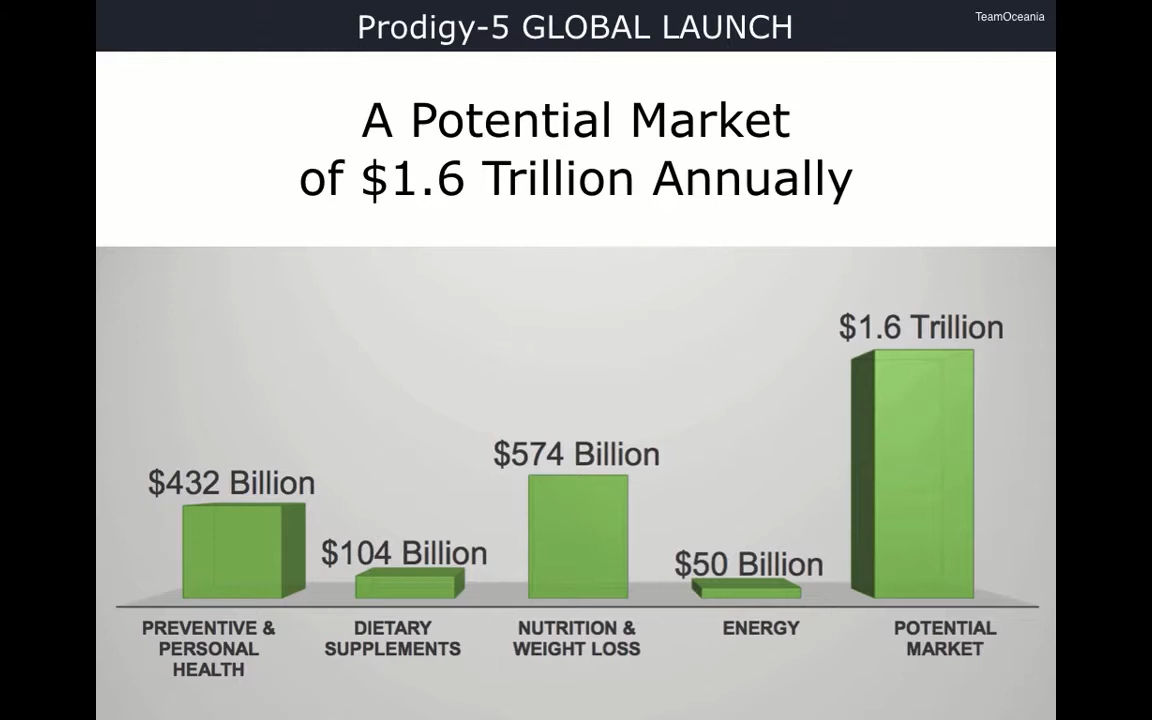 Prodigy-5 GLOBAL LAUNCH
TeamOceania
A Potential Market
of $1.6 Trillion Annually
$1.6 Trillion
$574 Billion
$432 Billion
$104 Billion
$50 Billion
PREVENTIVE &
PERSONAL
HEALTH
DIETARY
SUPPLEMENTS
NUTRITION &
WEIGHT LOSS
ENERGY
POTENTIAL
MARKET